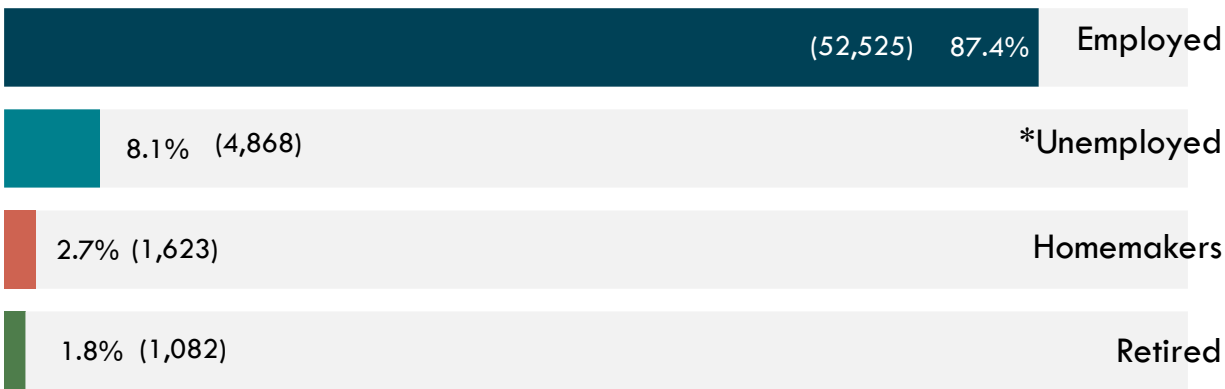 (52,525) 87.4% Employed
8.1% (4,868) *Unemployed
2.7% (1,623) Homemakers
1.8% (1,082) Retired